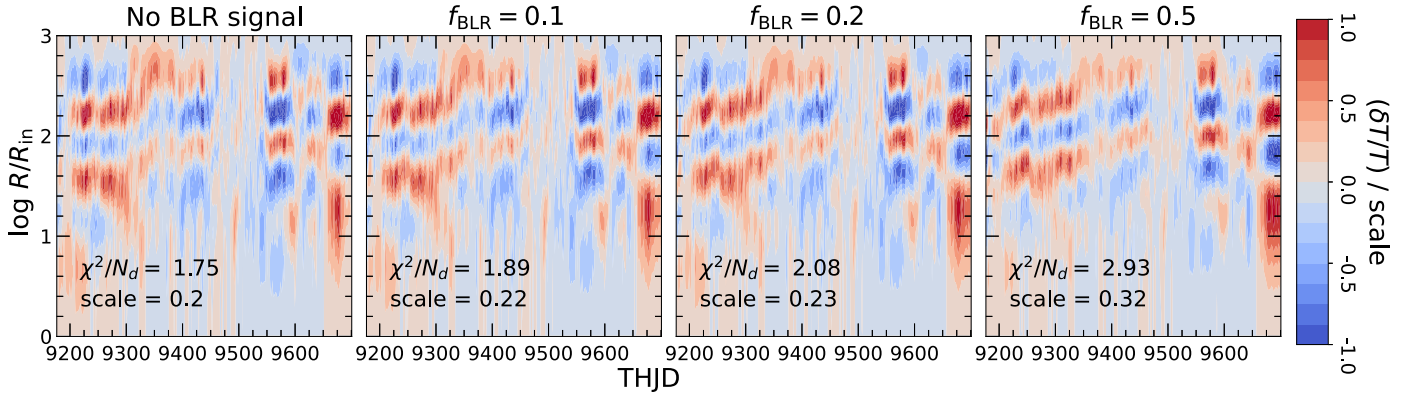 No BLR signal
f_BLR = 0.1
f_BLR = 0.2
f_BLR = 0.5
log R/R_in
3
2
1
0
χ²/N_d = 1.75
scale = 0.2
χ²/N_d = 1.89
scale = 0.22
χ²/N_d = 2.08
scale = 0.23
χ²/N_d = 2.93
scale = 0.32
9200 9300 9400 9500 9600
9200 9300 9400 9500 9600
9200 9300 9400 9500 9600
9200 9300 9400 9500 9600
THJD
1.0
0.5
0.0
-0.5
-1.0
(δT/T) / scale